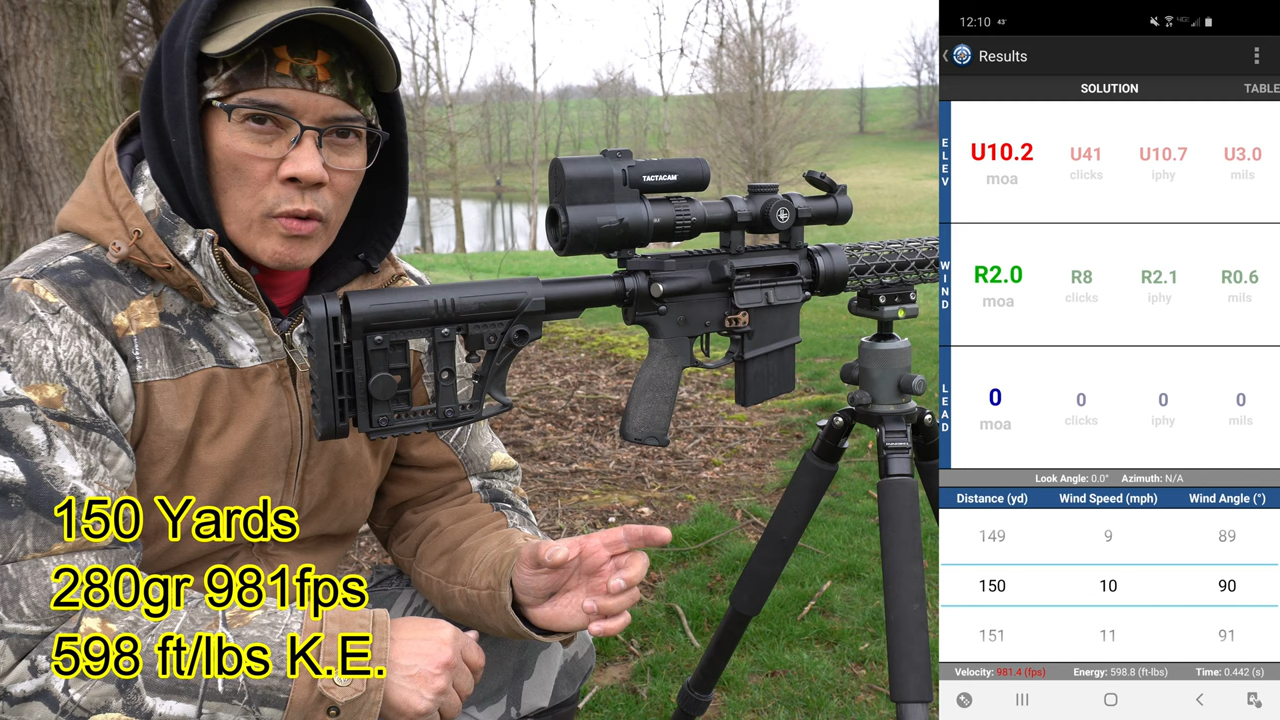 TACTACAM
150 Yards
280gr 981fps
598 ft/lbs K.E.
12:10 43°
Results
SOLUTION TABLE
ELEV
U10.2 U41 U10.7 U3.0
moa clicks iphy mils
WIND
R2.0 R8 R2.1 R0.6
moa clicks iphy mils
LEAD
0 0 0 0
moa clicks iphy mils
Look Angle: 0.0° Azimuth: N/A
Distance (yd) Wind Speed (mph) Wind Angle (°)
149 9 89
150 10 90
151 11 91
Velocity: 981.4 (fps) Energy: 598.8 (ft-lbs) Time: 0.442 (s)